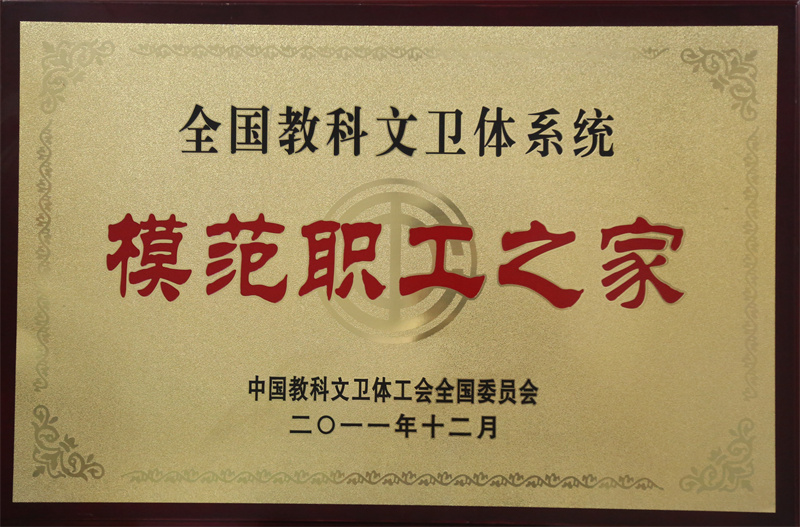 全国教科文卫体系统
模范职工之家
中国教科文卫体工会全国委员会
二〇一一年十二月